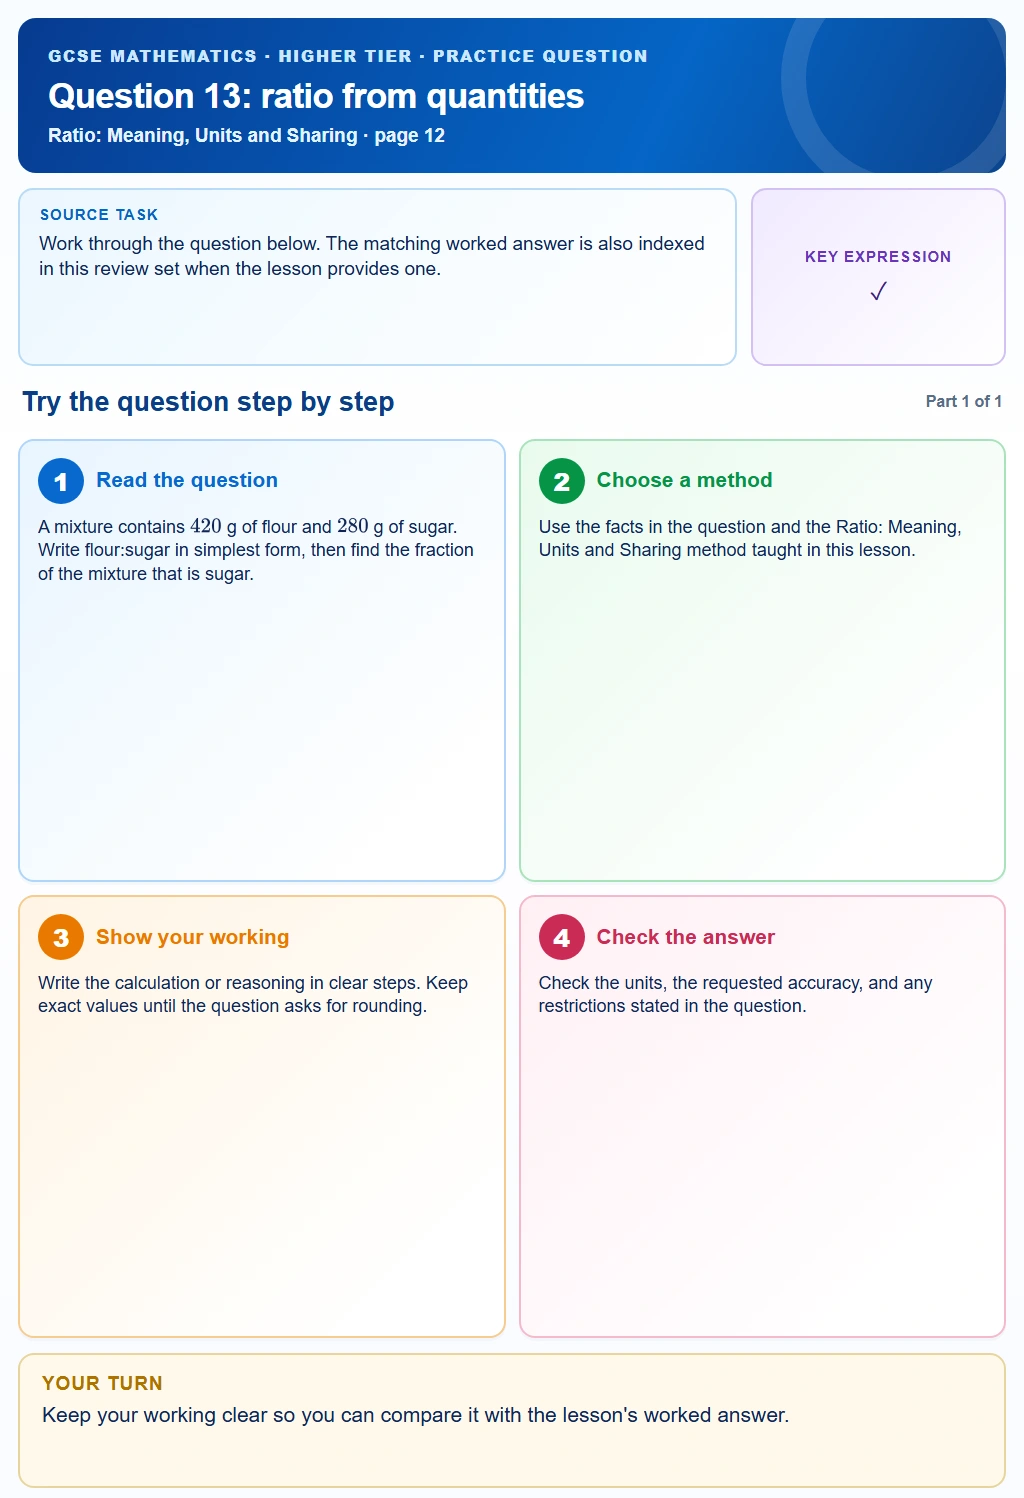 GCSE MATHEMATICS · HIGHER TIER · PRACTICE QUESTION
Question 13: ratio from quantities
Ratio: Meaning, Units and Sharing · page 12
SOURCE TASK
Work through the question below. The matching worked answer is also indexed
in this review set when the lesson provides one.
KEY EXPRESSION
✓
Try the question step by step
Part 1 of 1
1 Read the question
A mixture contains 420 g of flour and 280 g of sugar.
Write flour:sugar in simplest form, then find the fraction
of the mixture that is sugar.
2 Choose a method
Use the facts in the question and the Ratio: Meaning,
Units and Sharing method taught in this lesson.
3 Show your working
Write the calculation or reasoning in clear steps. Keep
exact values until the question asks for rounding.
4 Check the answer
Check the units, the requested accuracy, and any
restrictions stated in the question.
YOUR TURN
Keep your working clear so you can compare it with the lesson's worked answer.